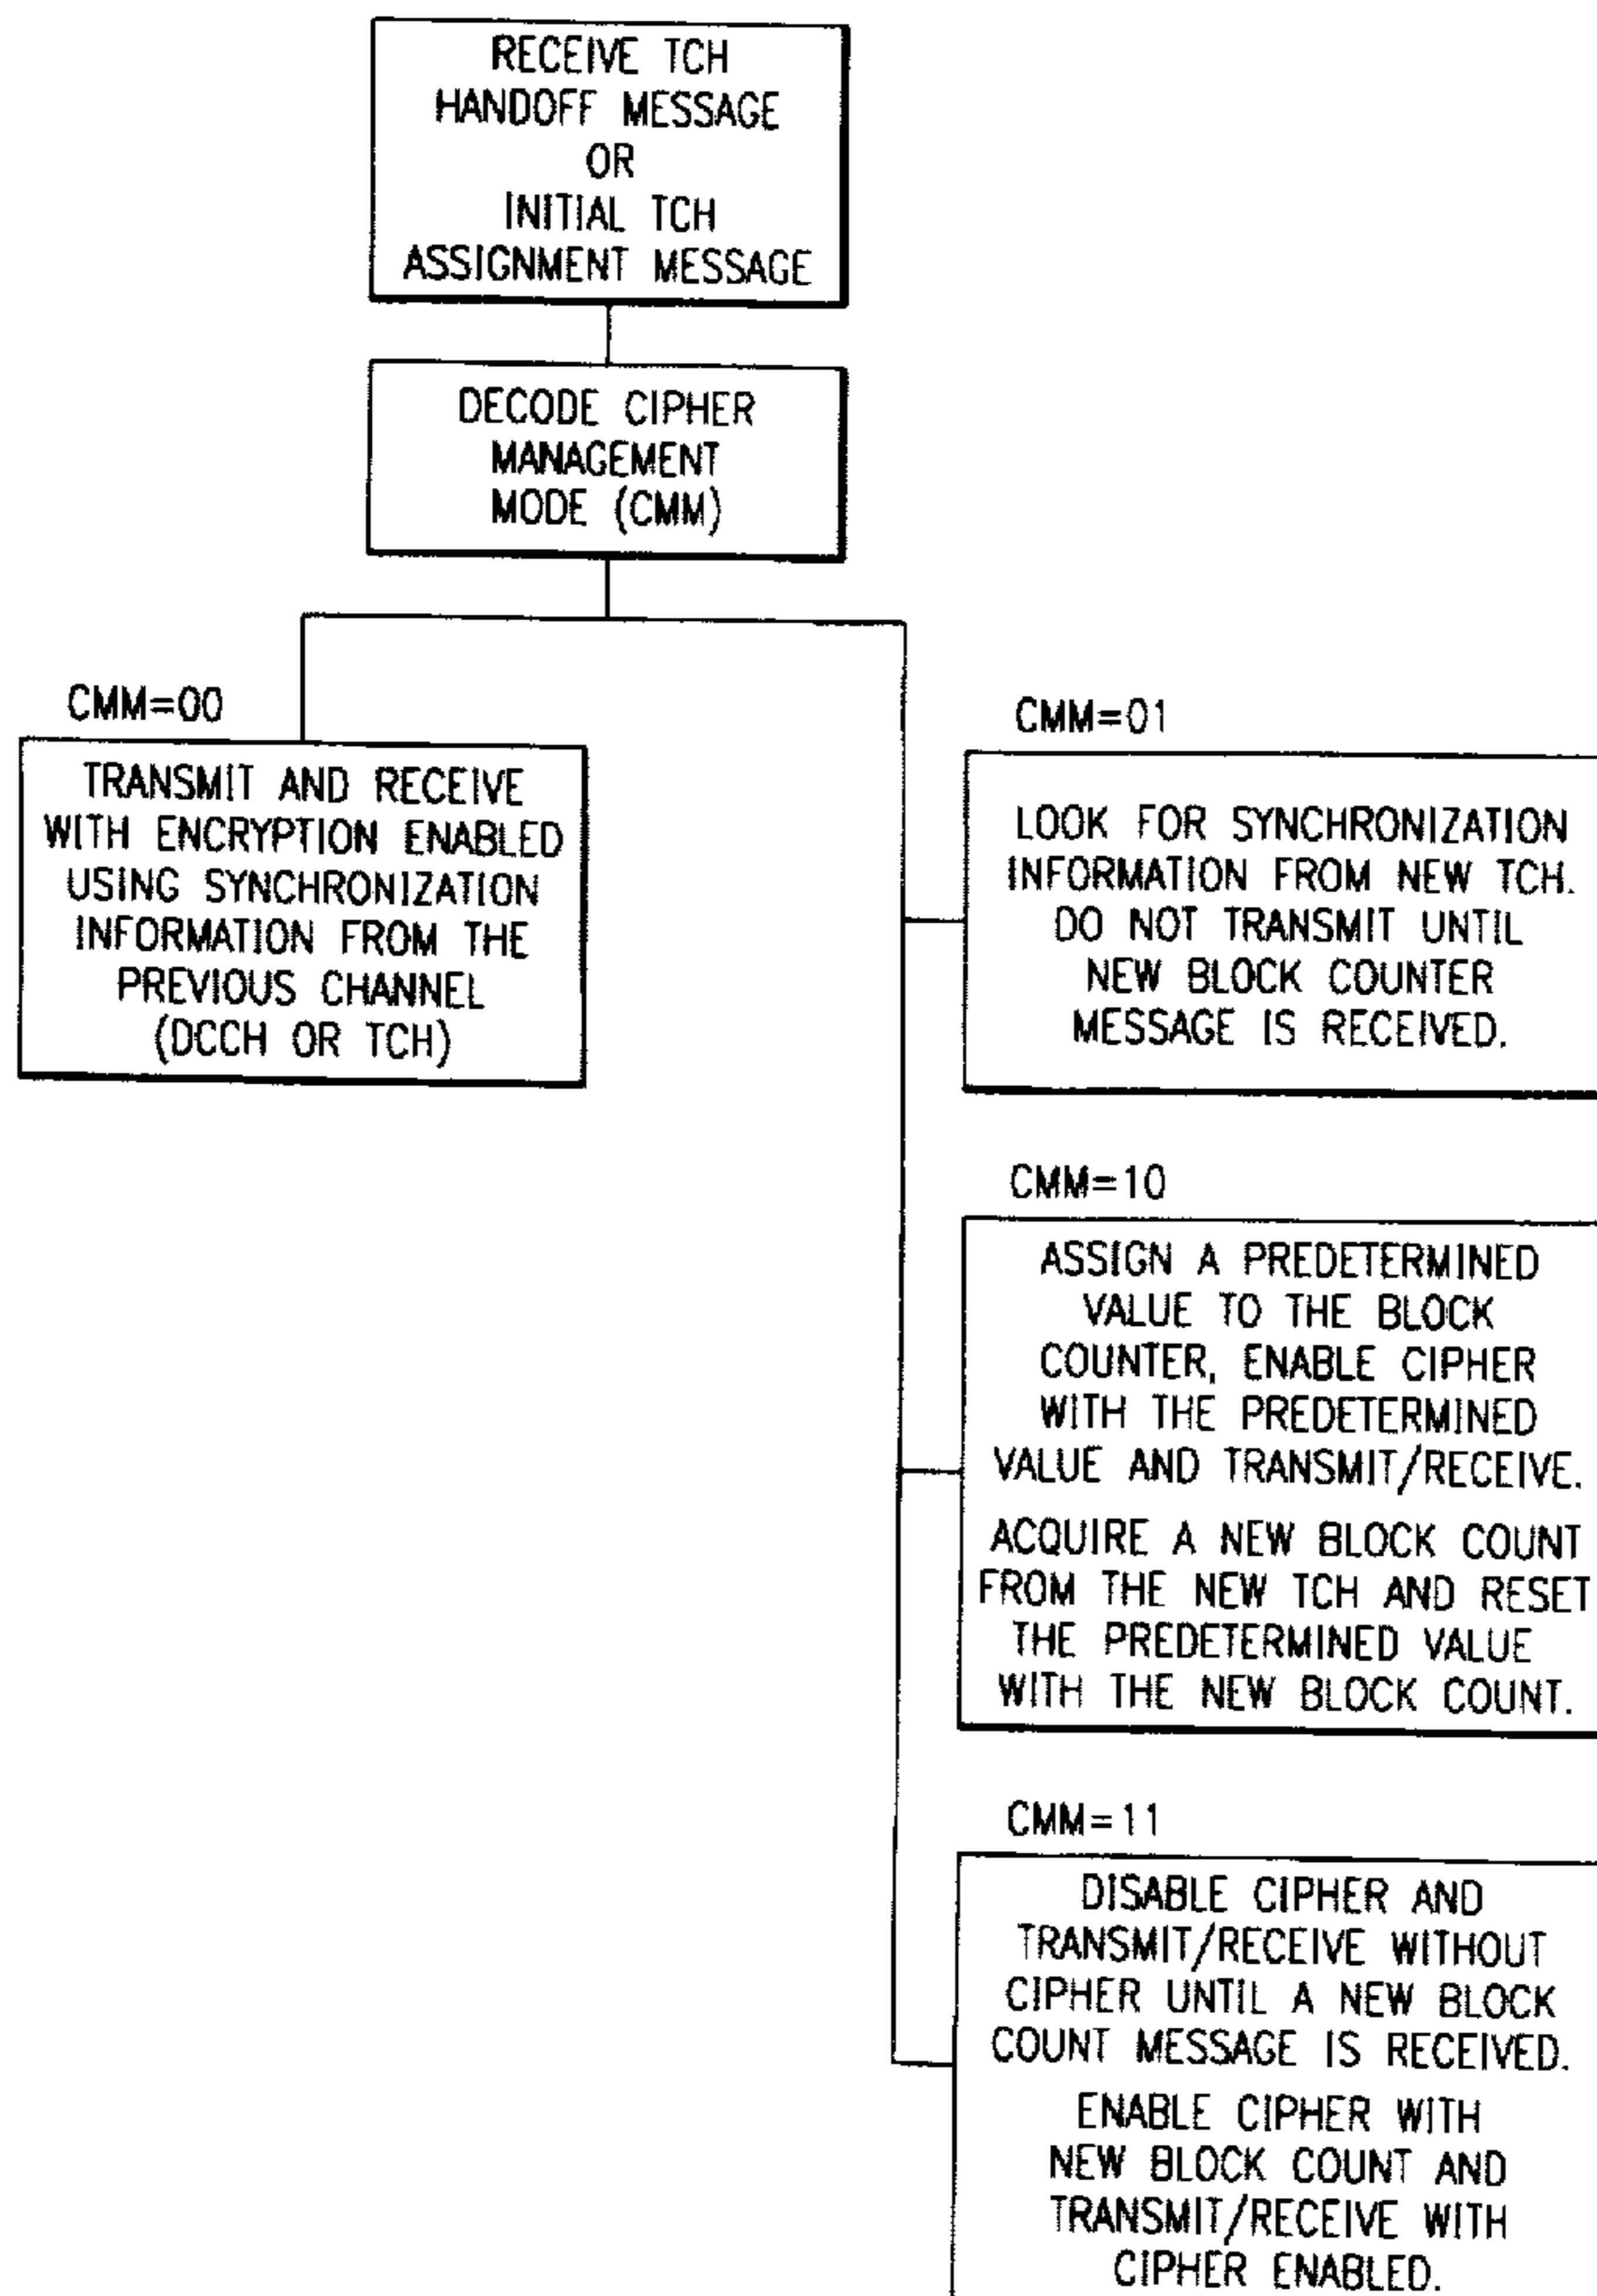 RECEIVE TCH
HANDOFF MESSAGE
OR
INITIAL TCH
ASSIGNMENT MESSAGE
DECODE CIPHER
MANAGEMENT
MODE (CMM)
CMM=00
TRANSMIT AND RECEIVE
WITH ENCRYPTION ENABLED
USING SYNCHRONIZATION
INFORMATION FROM THE
PREVIOUS CHANNEL
(DCCH OR TCH)
CMM=01
LOOK FOR SYNCHRONIZATION
INFORMATION FROM NEW TCH.
DO NOT TRANSMIT UNTIL
NEW BLOCK COUNTER
MESSAGE IS RECEIVED.
CMM=10
ASSIGN A PREDETERMINED
VALUE TO THE BLOCK
COUNTER, ENABLE CIPHER
WITH THE PREDETERMINED
VALUE AND TRANSMIT/RECEIVE.
ACQUIRE A NEW BLOCK COUNT
FROM THE NEW TCH AND RESET
THE PREDETERMINED VALUE
WITH THE NEW BLOCK COUNT.
CMM=11
DISABLE CIPHER AND
TRANSMIT/RECEIVE WITHOUT
CIPHER UNTIL A NEW BLOCK
COUNT MESSAGE IS RECEIVED.
ENABLE CIPHER WITH
NEW BLOCK COUNT AND
TRANSMIT/RECEIVE WITH
CIPHER ENABLED.